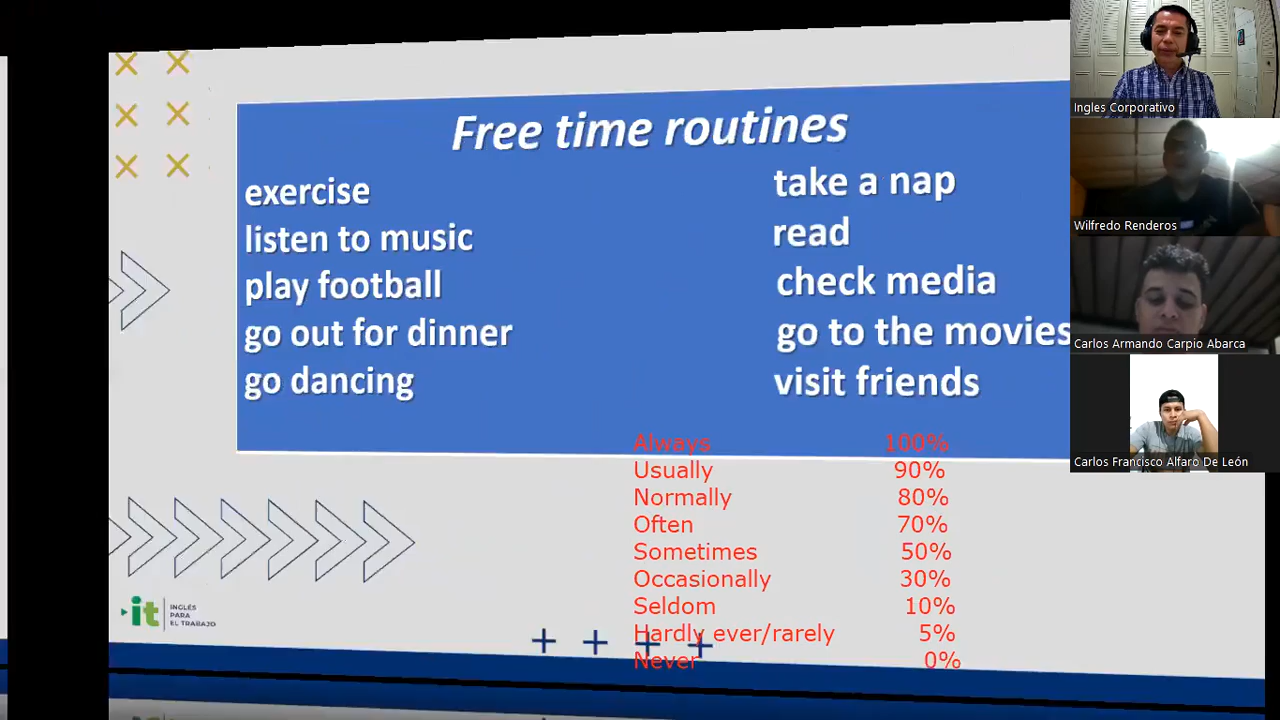 Free time routines
exercise
listen to music
play football
go out for dinner
go dancing
take a nap
read
check media
go to the movies
visit friends
Always 100%
Usually 90%
Normally 80%
Often 70%
Sometimes 50%
Occasionally 30%
Seldom 10%
Hardly ever/rarely 5%
Never 0%
it
INGLÉS
PARA
EL TRABAJO
Ingles Corporativo
Wilfredo Renderos
Carlos Armando Carpio Abarca
Carlos Francisco Alfaro De León